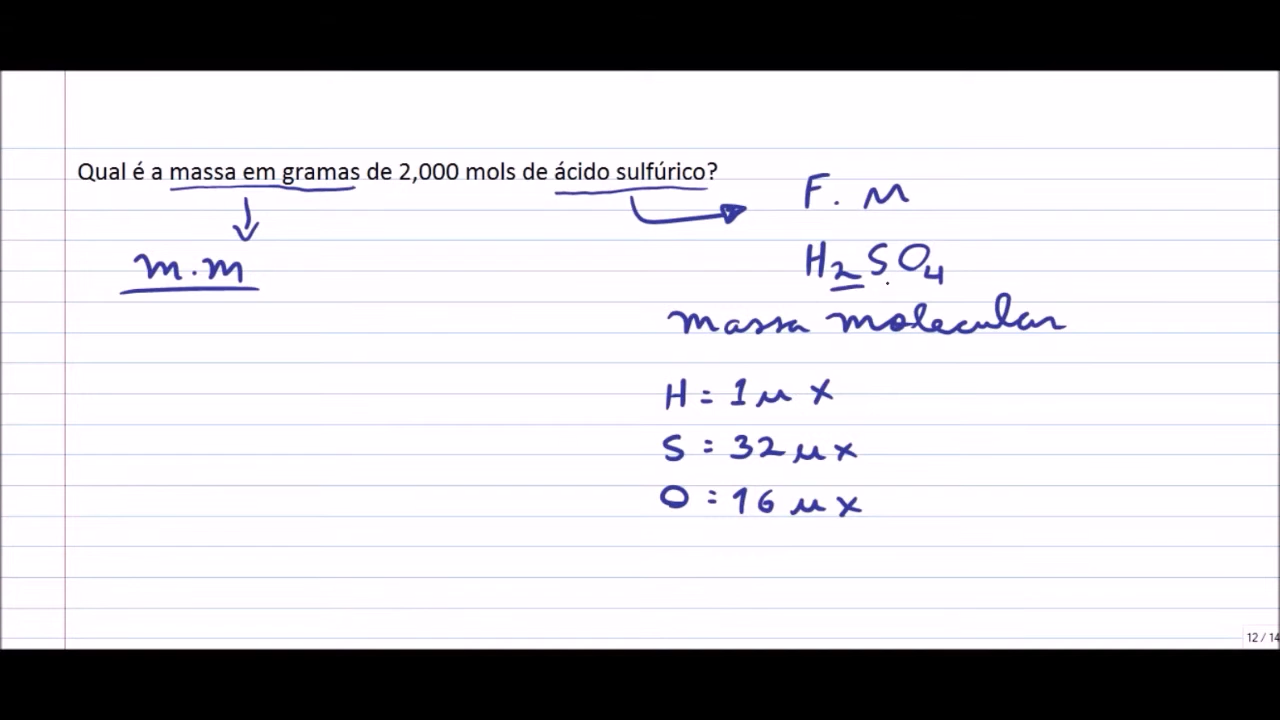 Qual é a massa em gramas de 2,000 mols de ácido sulfúrico?
F. M
m.m
H2SO4
massa molecular
H = 1 u x
S = 32 u x
O = 16 u x
12 / 14